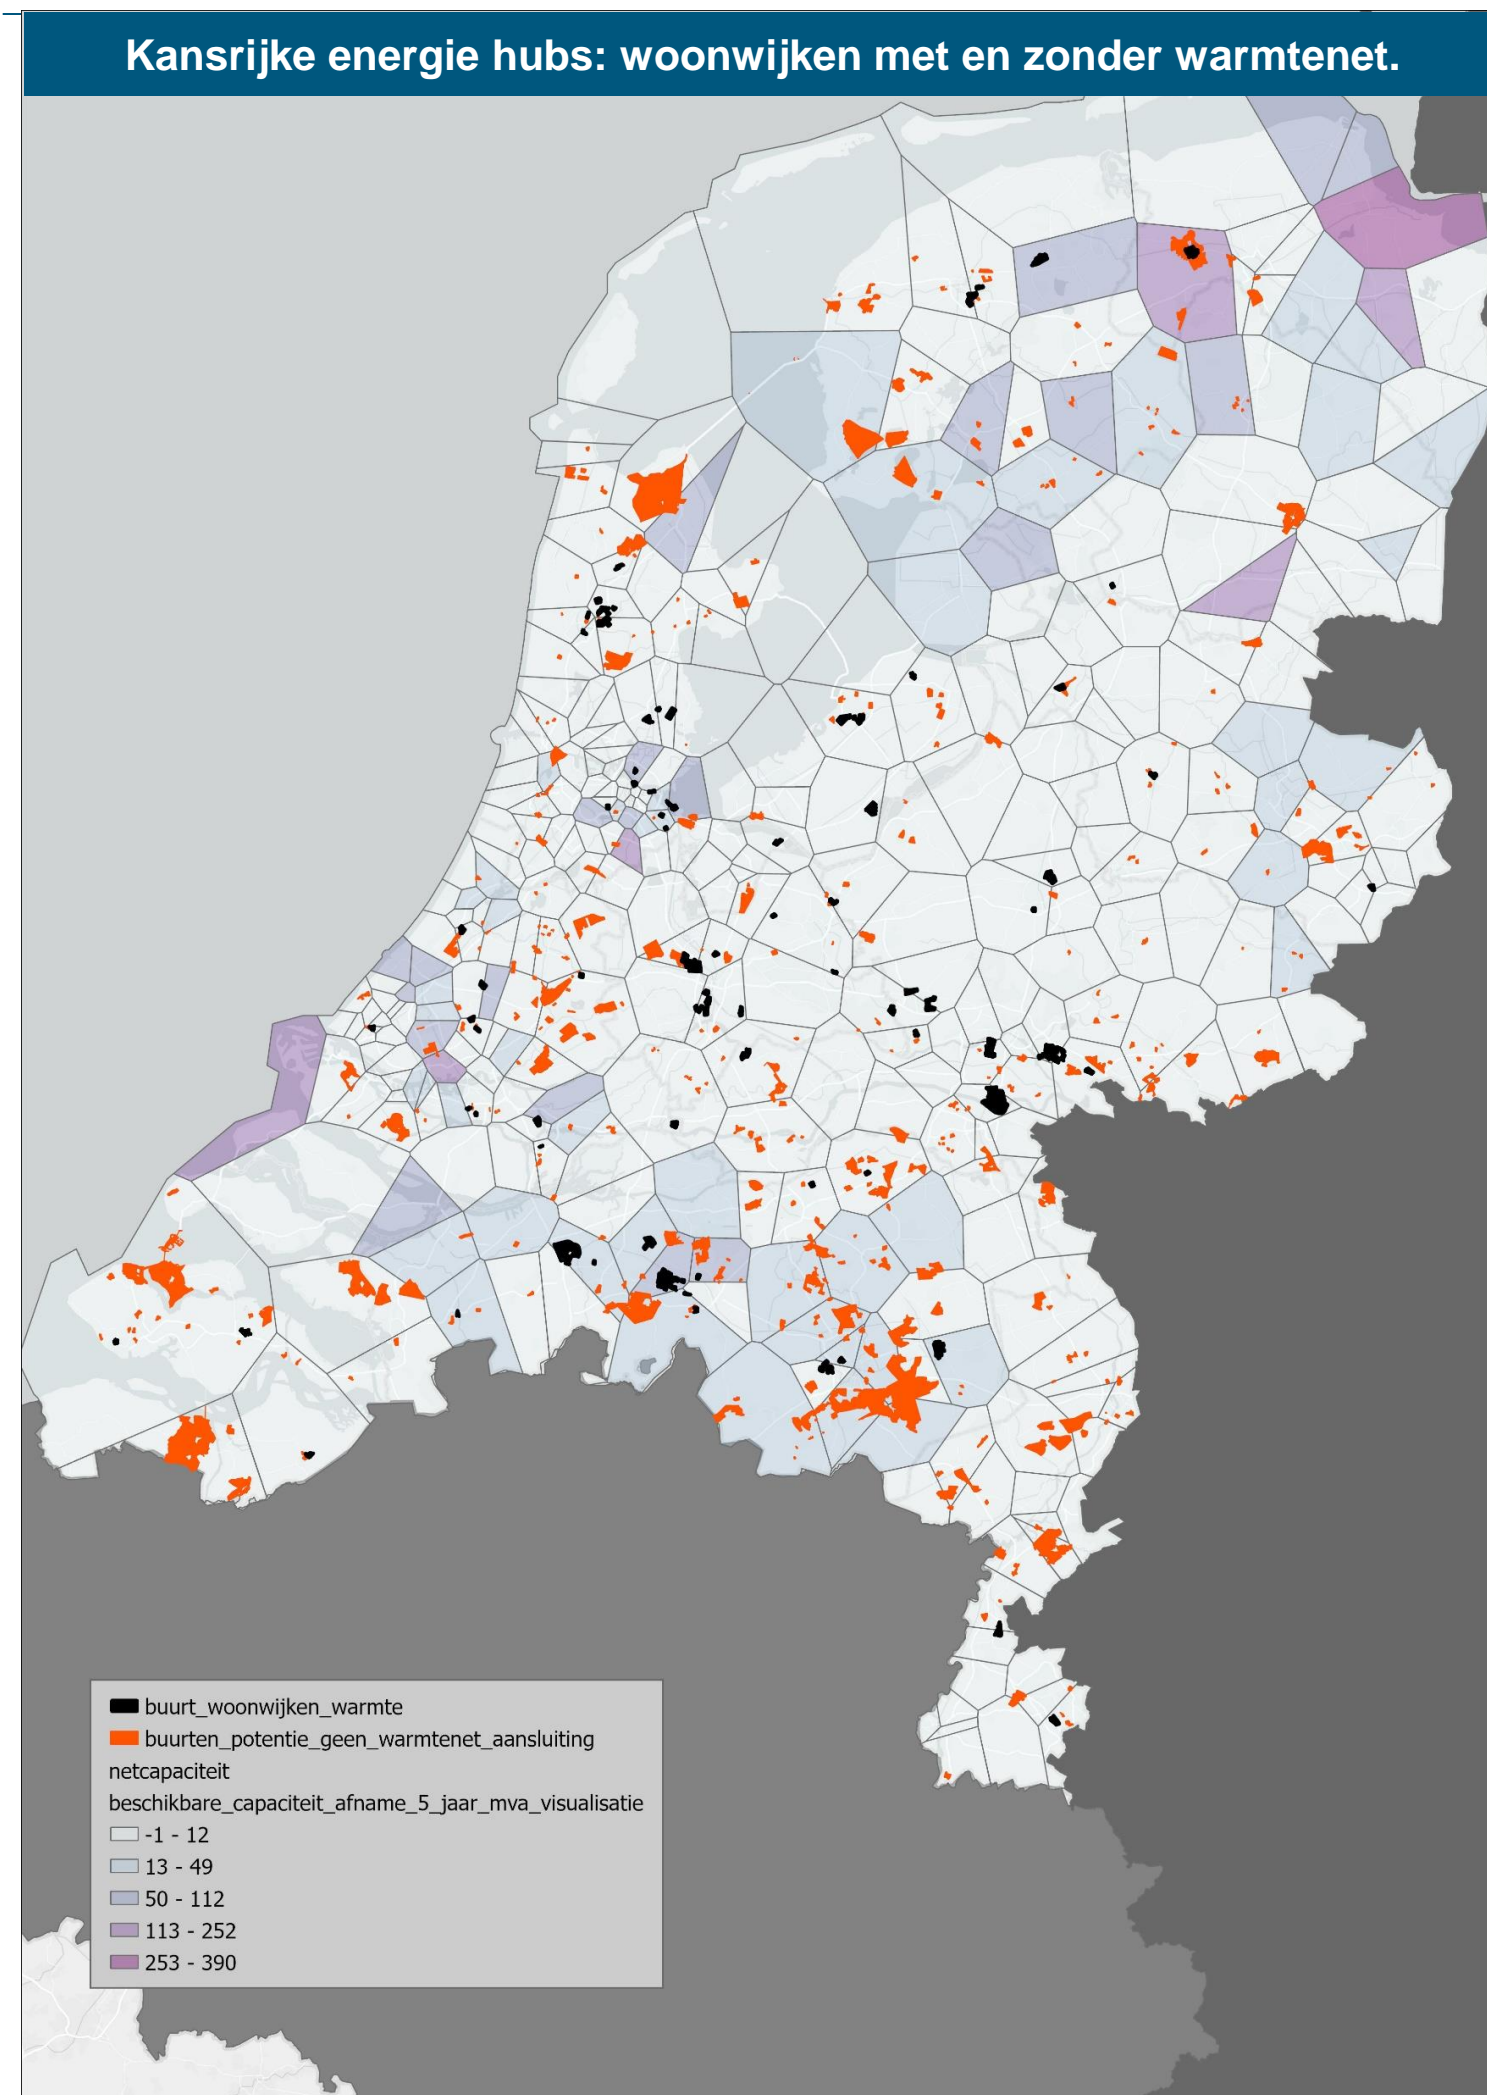 Kansrijke energie hubs: woonwijken met en zonder warmtenet.
buurt_woonwijken_warmte
buurten_potentie_geen_warmtenet_aansluiting
netcapaciteit
beschikbare_capaciteit_afname_5_jaar_mva_visualisatie
-1 - 12
13 - 49
50 - 112
113 - 252
253 - 390